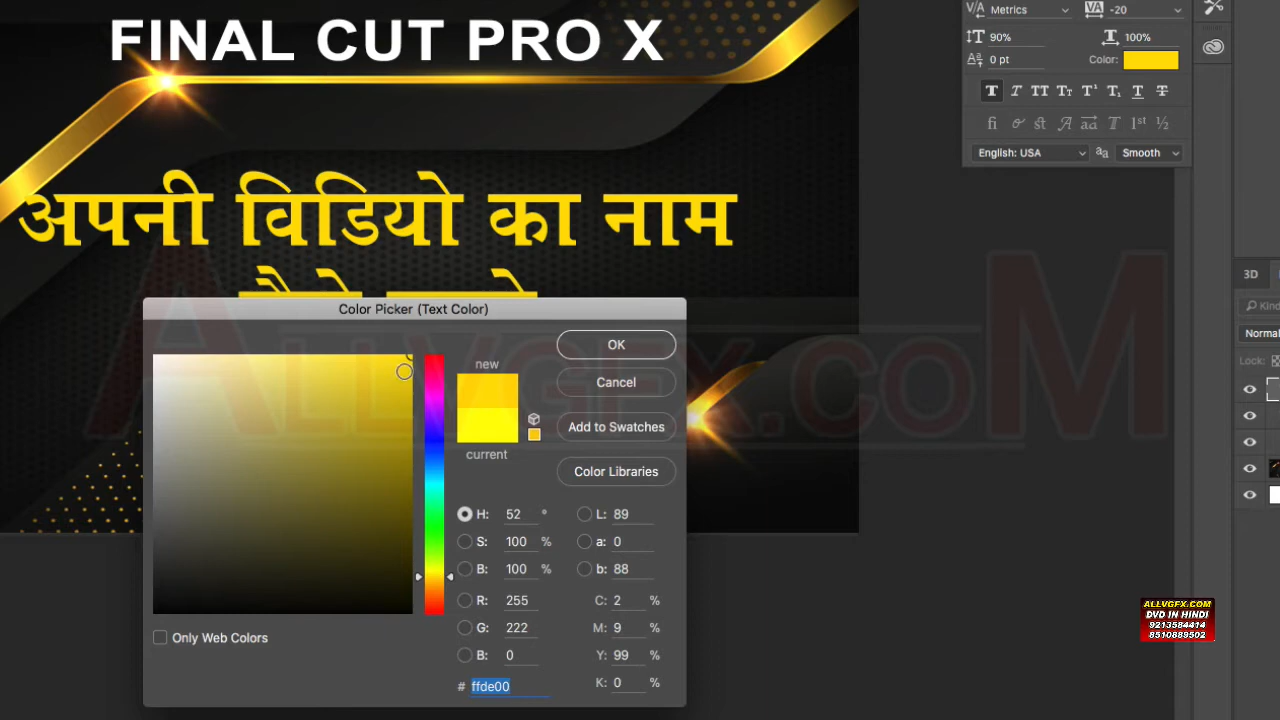 FINAL CUT PRO X
Metrics
-20
90%
100%
0 pt
Color:
English: USA
Smooth
अपनी विडियो का नाम
3D
Normal
Lock:
Color Picker (Text Color)
new
current
OK
Cancel
Add to Swatches
Color Libraries
H: 52 °
L: 89
S: 100 %
a: 0
B: 100 %
b: 88
R: 255
C: 2 %
G: 222
M: 9 %
B: 0
Y: 99 %
# ffde00
K: 0 %
Only Web Colors
ALLVGFX.COM
ALLVGFX.COM
DVD IN HINDI
9213584414
8510889502